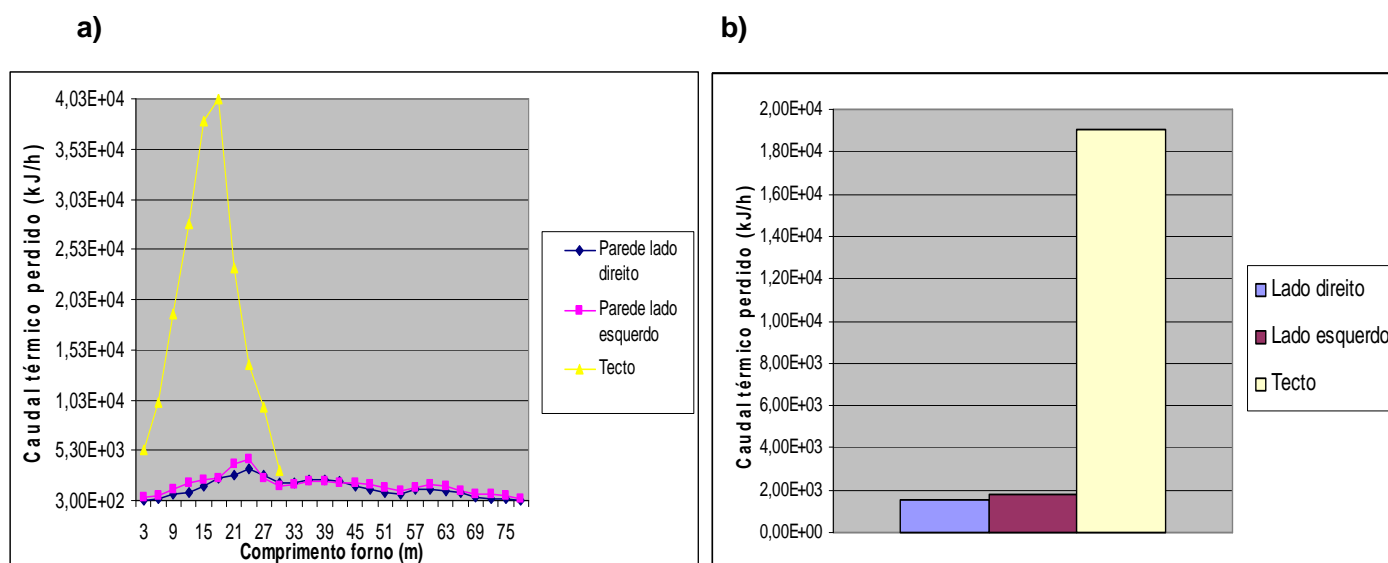 a)
b)
Caudal térmico perdido (kJ/h)
4,03E+04
3,53E+04
3,03E+04
2,53E+04
2,03E+04
1,53E+04
1,03E+04
5,30E+03
3,00E+02
3 9 15 21 27 33 39 45 51 57 63 69 75
Comprimento forno (m)
Parede lado
direito
Parede lado
esquerdo
Tecto
Caudal térmico perdido (kJ/h)
2,00E+04
1,80E+04
1,60E+04
1,40E+04
1,20E+04
1,00E+04
8,00E+03
6,00E+03
4,00E+03
2,00E+03
0,00E+00
Lado direito
Lado esquerdo
Tecto